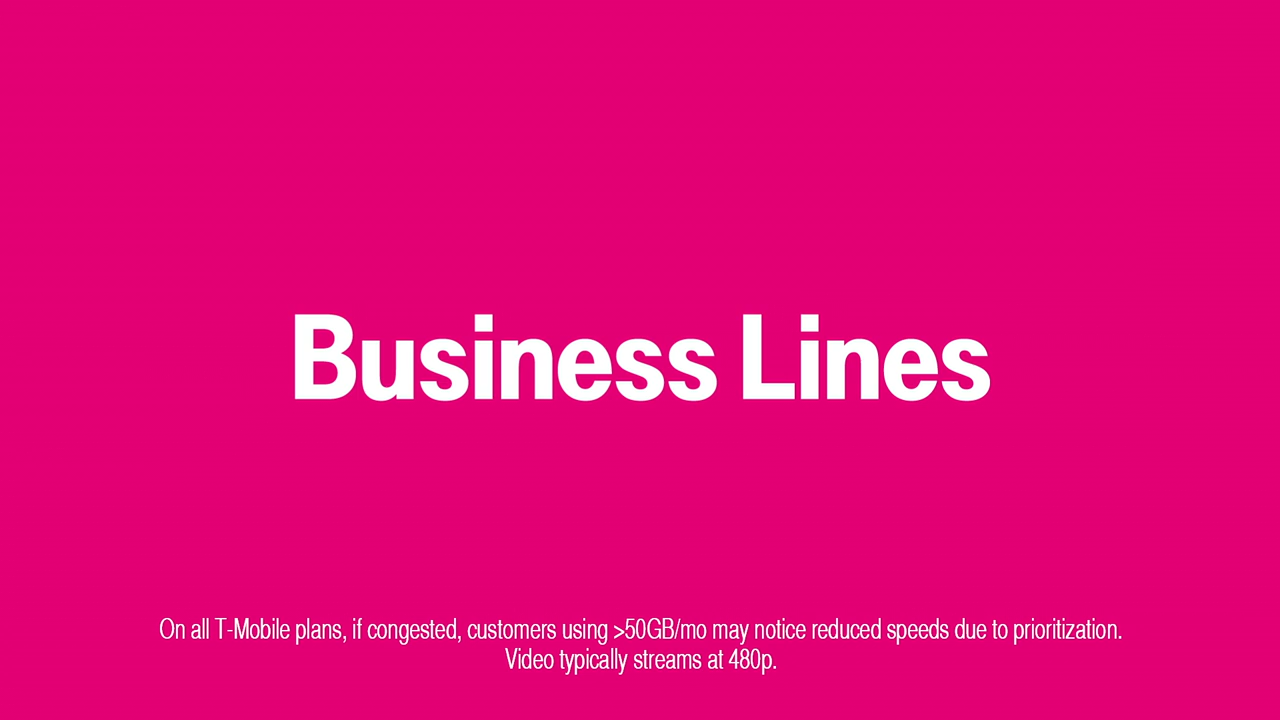 Business Lines
On all T-Mobile plans, if congested, customers using >50GB/mo may notice reduced speeds due to prioritization.
Video typically streams at 480p.